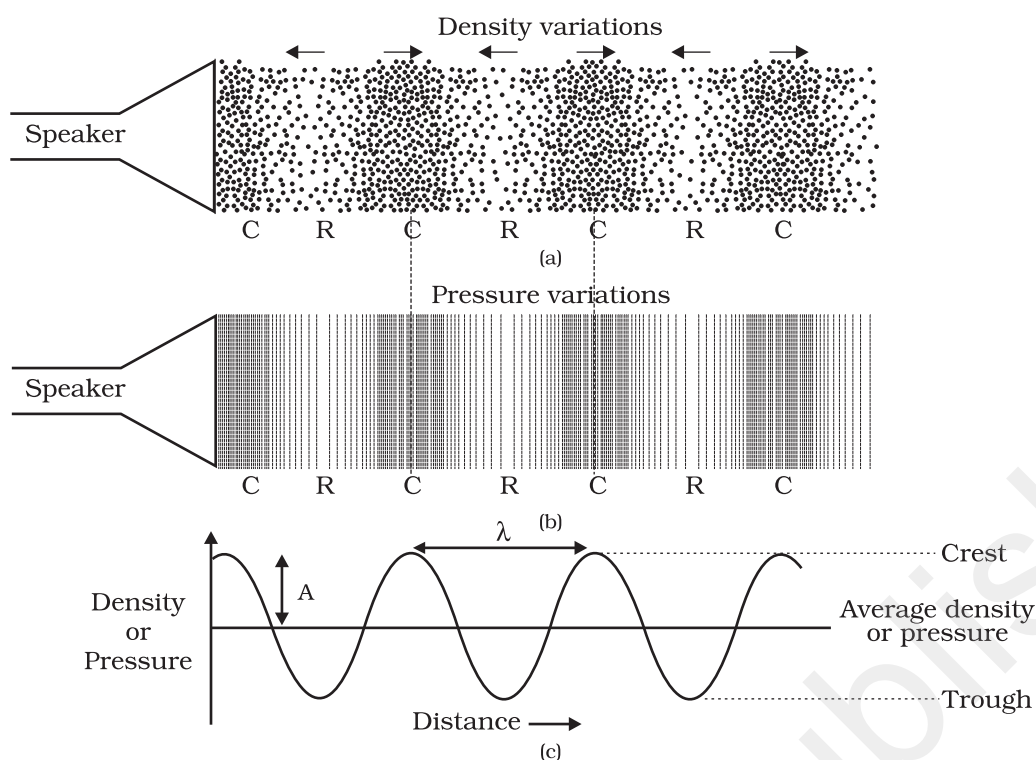 Density variations
Speaker
C R C R C R C
(a)
Pressure variations
Speaker
C R C R C R C
(b)
λ
Crest
A
Density
or
Pressure
Average density
or pressure
Trough
Distance
(c)